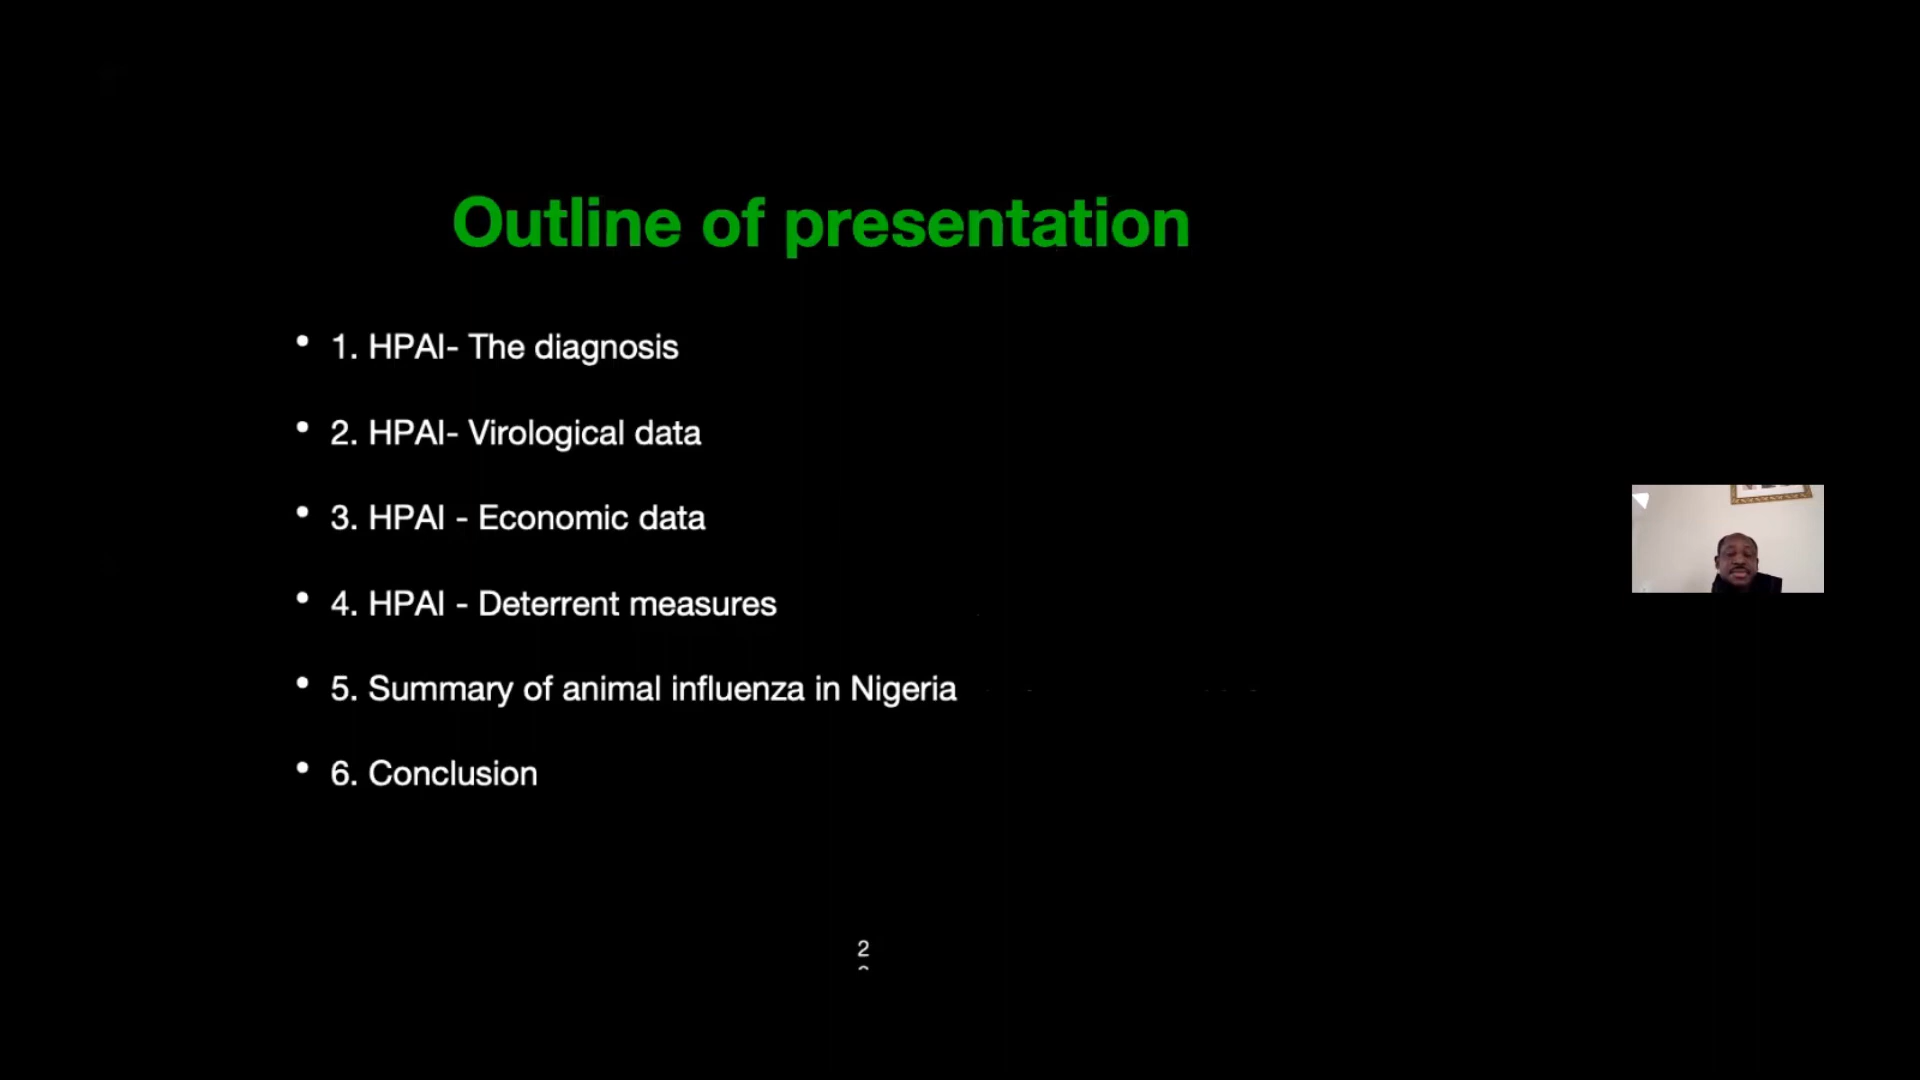 Outline of presentation
• 1. HPAI- The diagnosis
• 2. HPAI- Virological data
• 3. HPAI - Economic data
• 4. HPAI - Deterrent measures
• 5. Summary of animal influenza in Nigeria
• 6. Conclusion
2